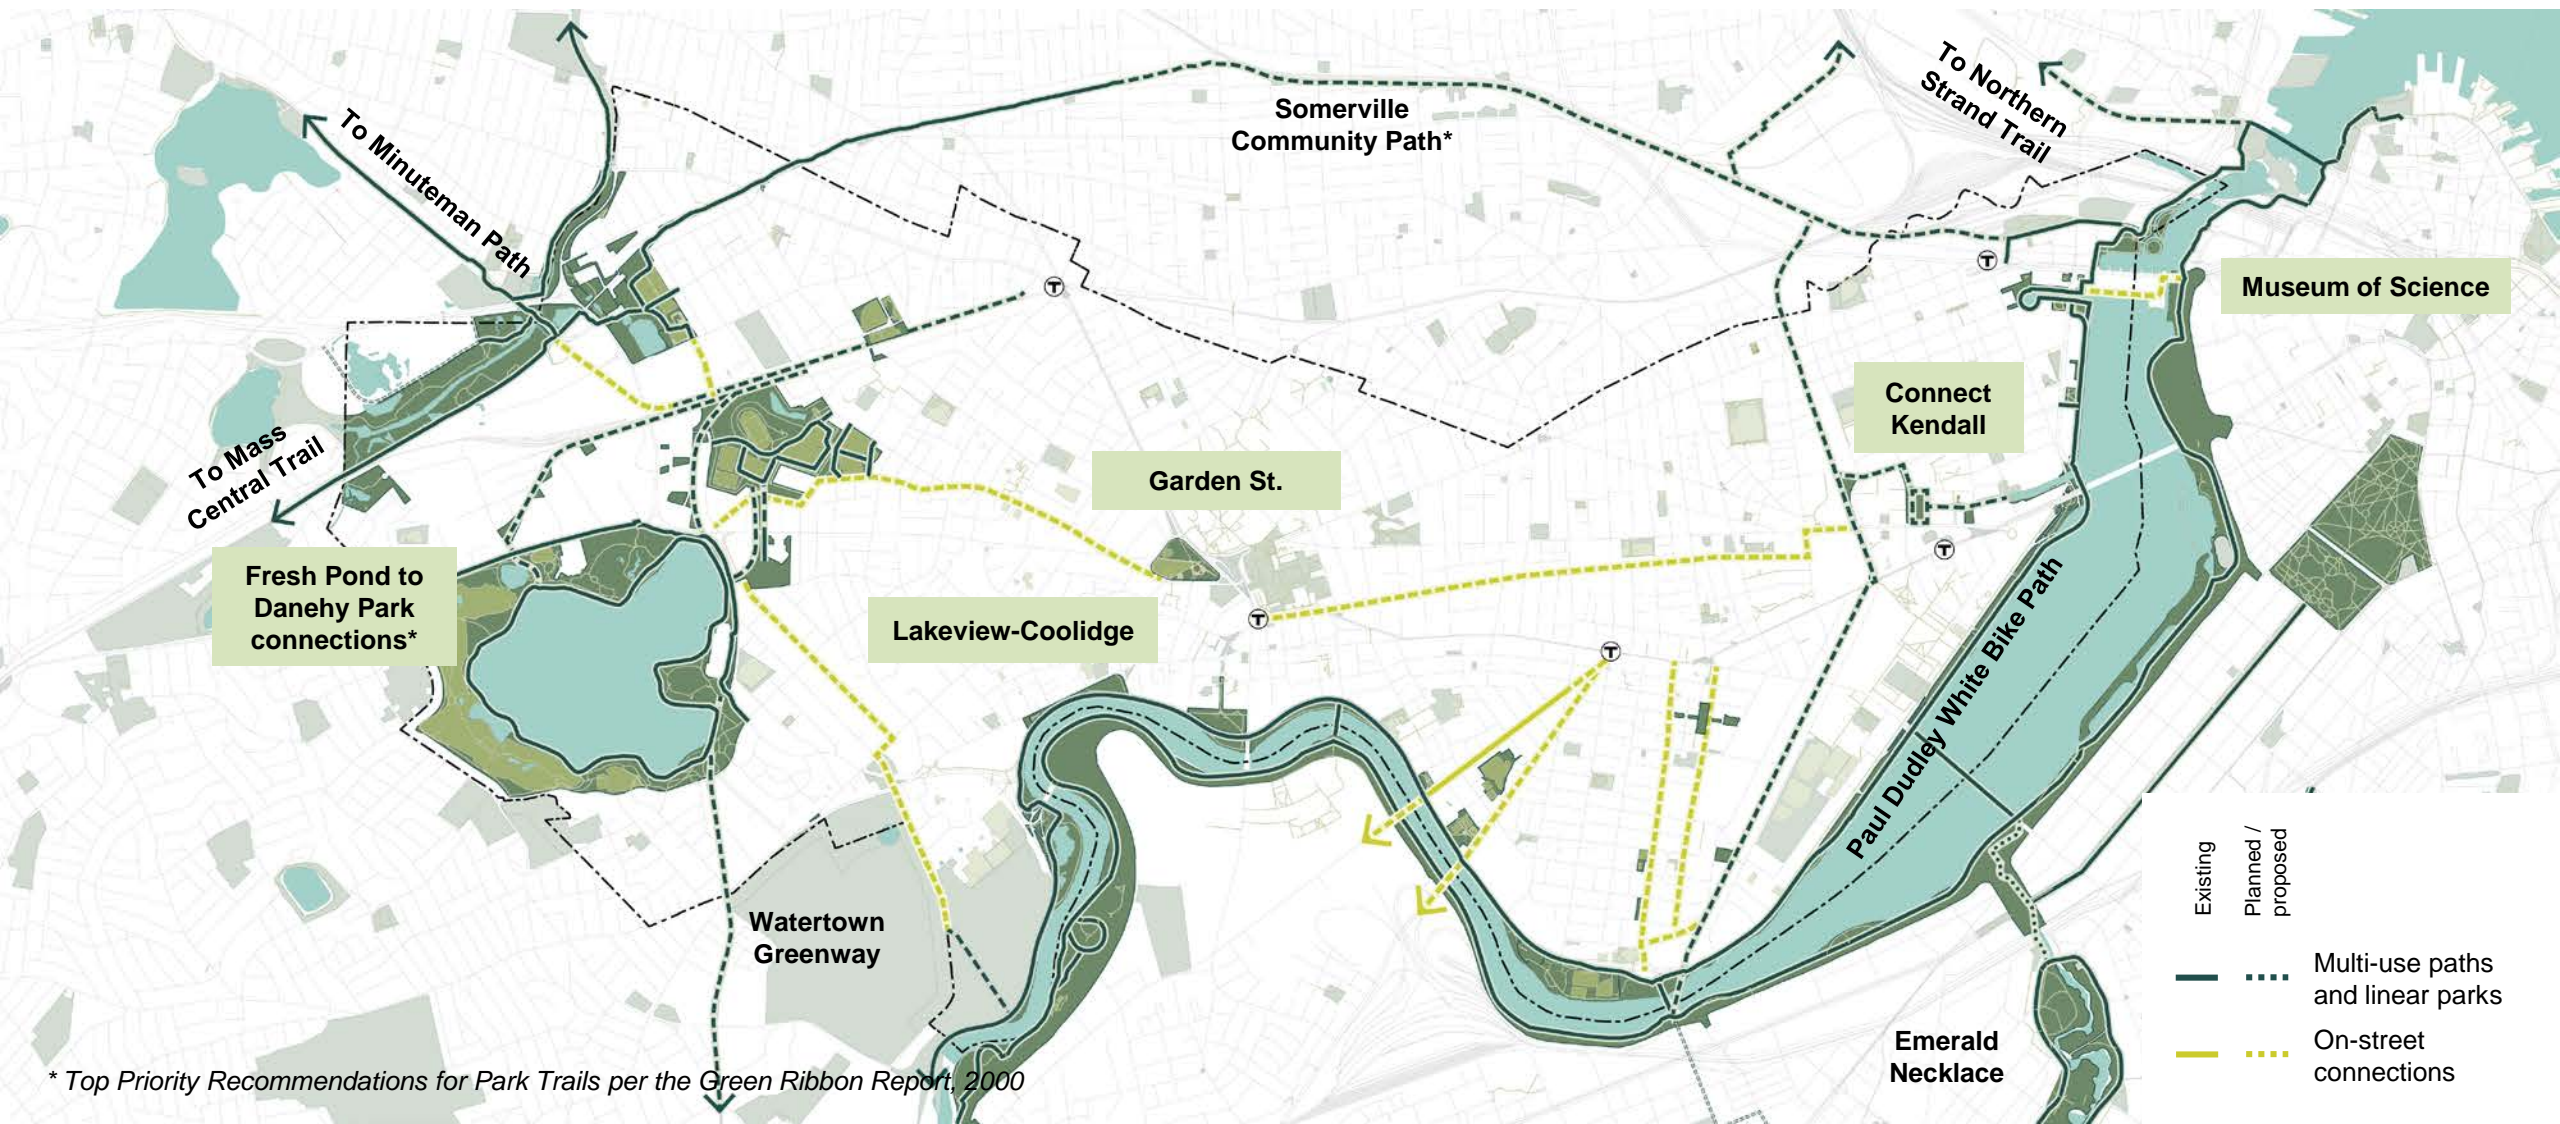 To Minuteman Path
Somerville
Community Path*
To Northern
Strand Trail
Museum of Science
To Mass
Central Trail
Connect
Kendall
Garden St.
Fresh Pond to
Danehy Park
connections*
Lakeview-Coolidge
Paul Dudley White Bike Path
Watertown
Greenway
Emerald
Necklace
Existing
Planned /
proposed
Multi-use paths
and linear parks
On-street
connections
* Top Priority Recommendations for Park Trails per the Green Ribbon Report, 2000
T
T
T
T
T